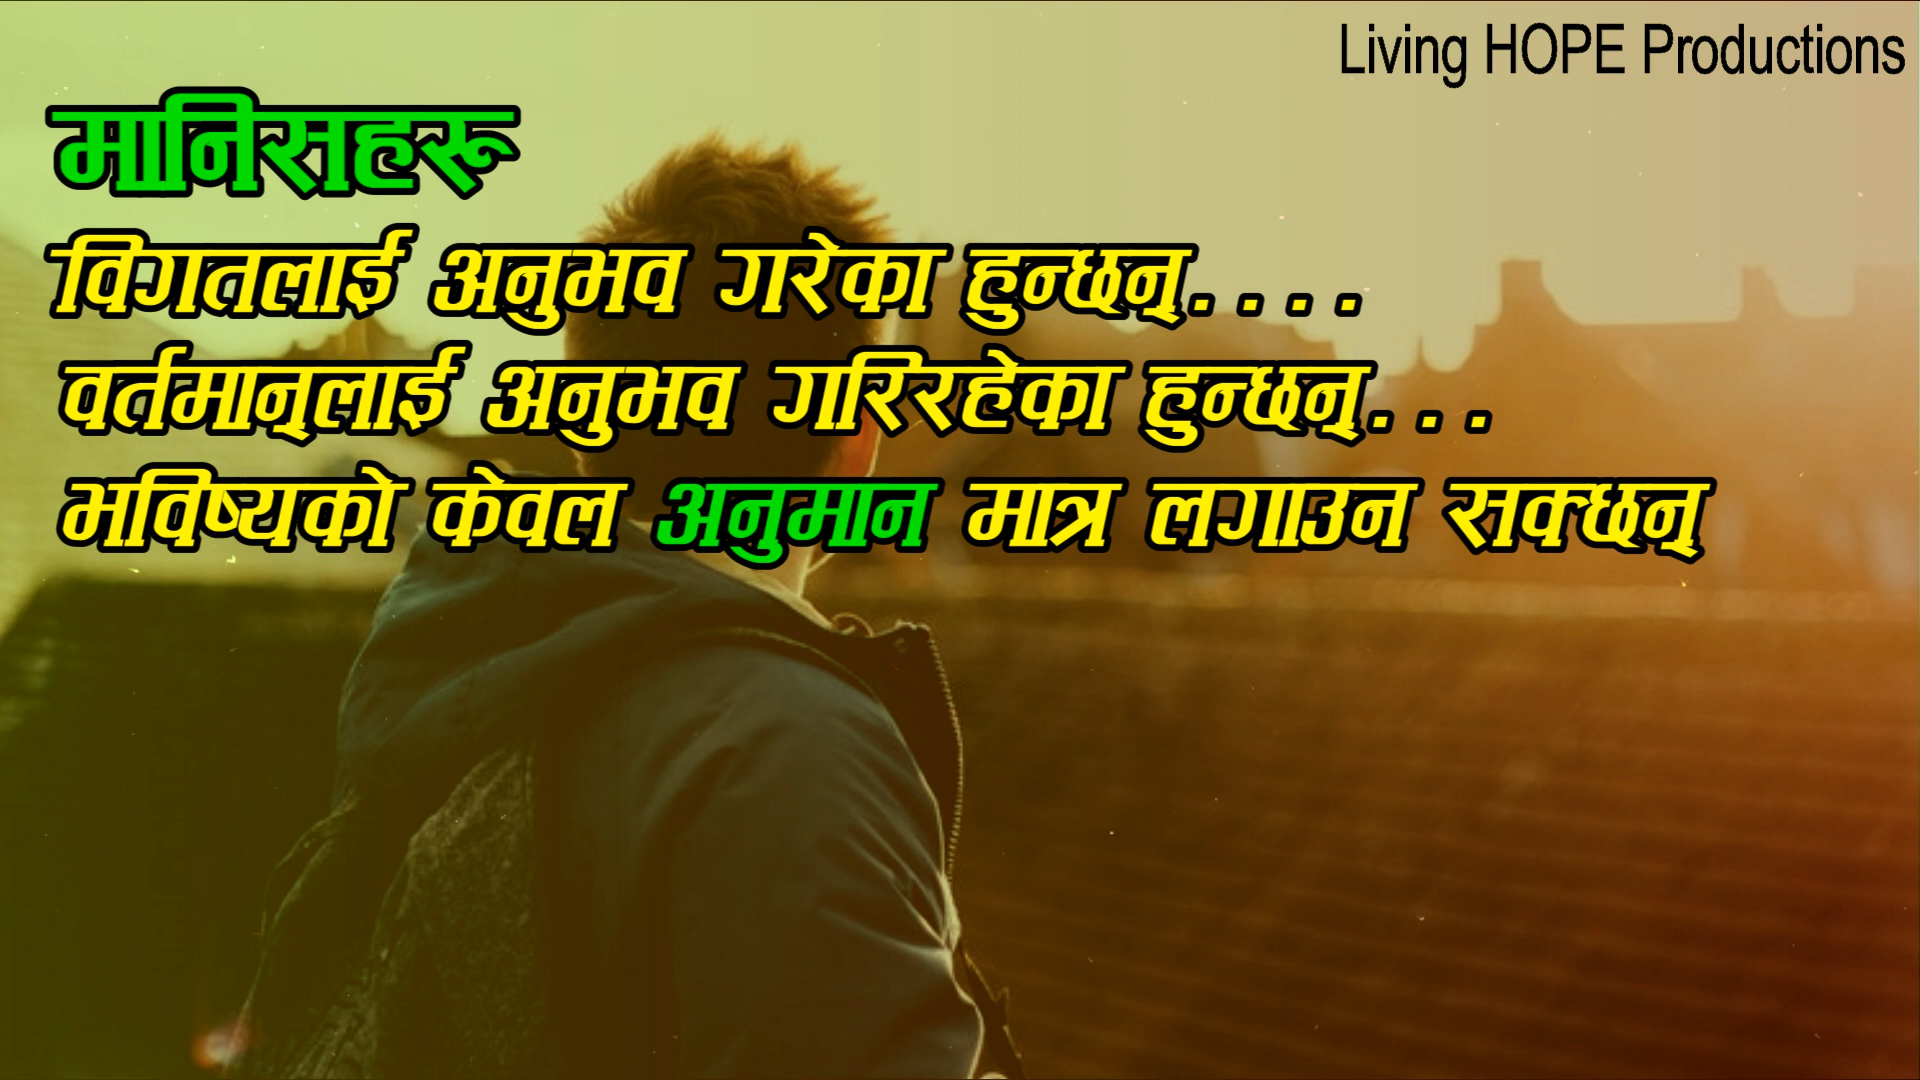 Living HOPE Productions
मानिसहरू
विगतलाई अनुभव गरेका हुन्छन्....
वर्तमान्लाई अनुभव गरिरहेका हुन्छन्...
भविष्यको केवल अनुमान मात्र लगाउन सक्छन्